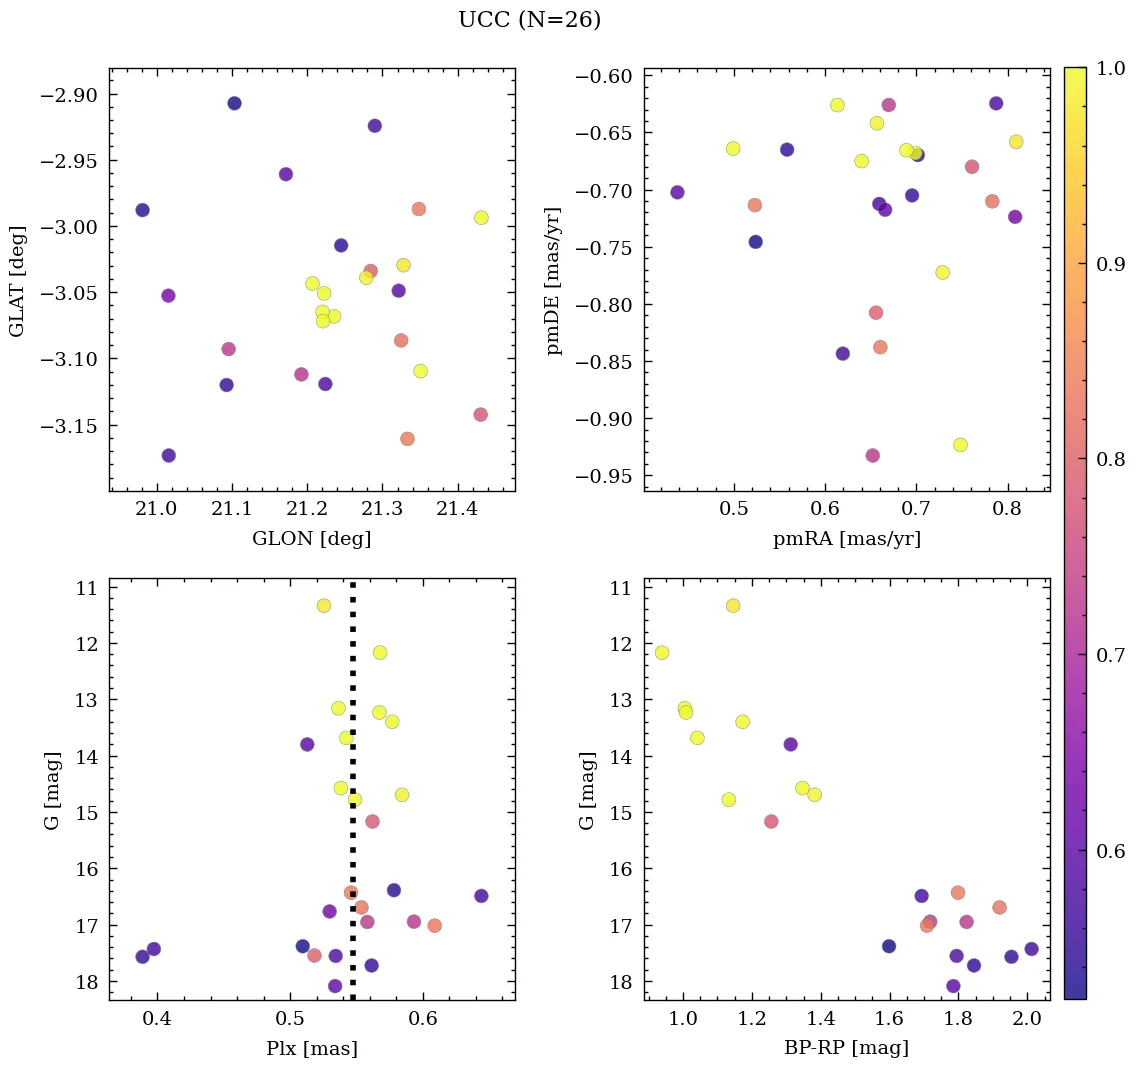 UCC (N=26)
−2.90
−2.95
−3.00
−3.05
−3.10
−3.15
GLAT [deg]
21.0 21.1 21.2 21.3 21.4
GLON [deg]
−0.60
−0.65
−0.70
−0.75
−0.80
−0.85
−0.90
−0.95
pmDE [mas/yr]
0.5 0.6 0.7 0.8
pmRA [mas/yr]
11
12
13
14
15
16
17
18
G [mag]
0.4 0.5 0.6
Plx [mas]
11
12
13
14
15
16
17
18
G [mag]
1.0 1.2 1.4 1.6 1.8 2.0
BP-RP [mag]
1.0
0.9
0.8
0.7
0.6